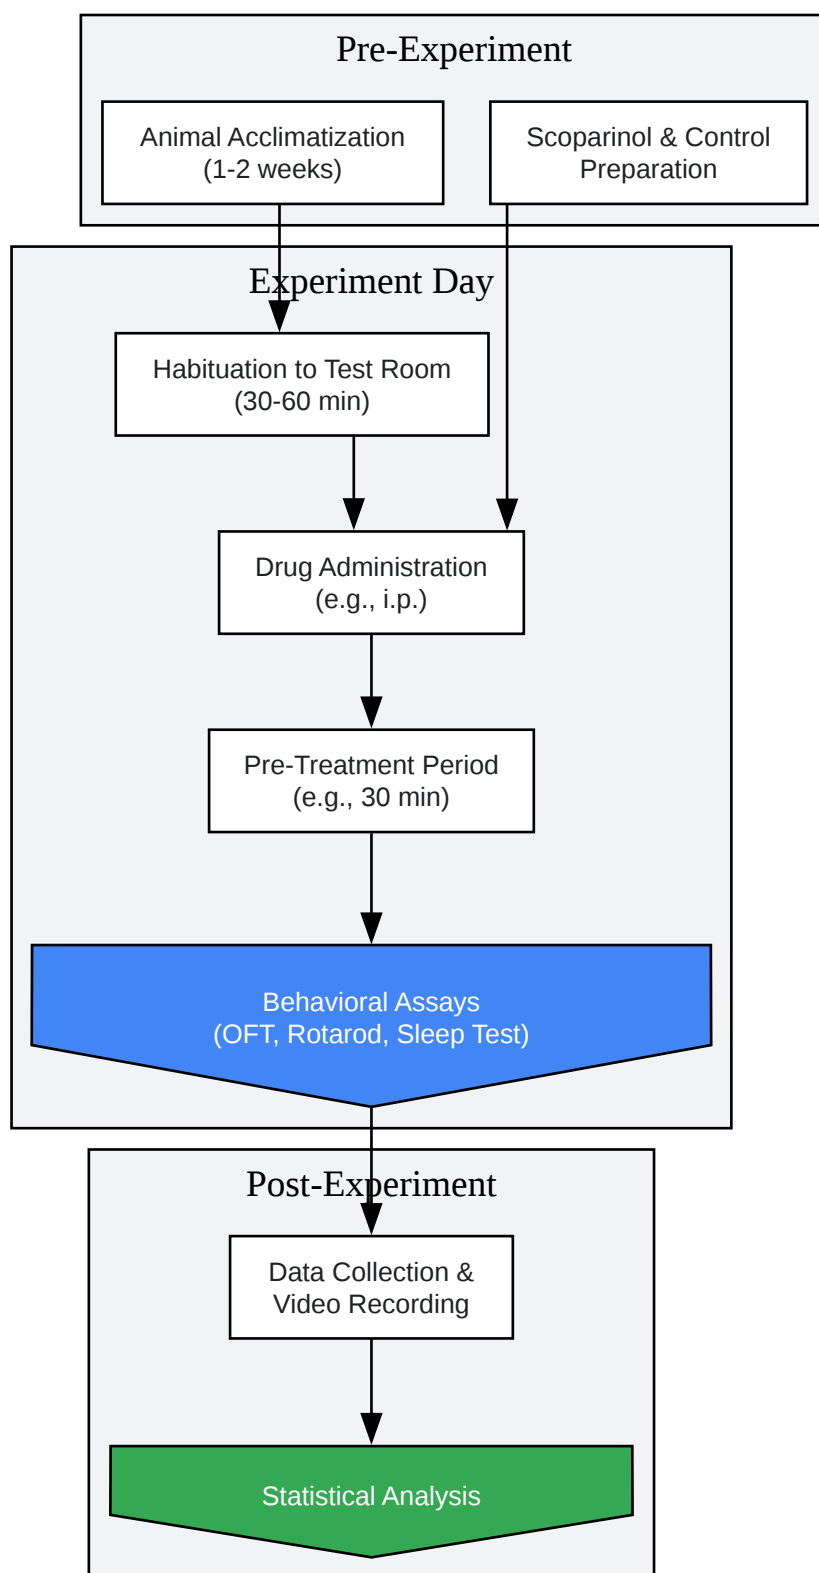 Pre-Experiment
Animal Acclimatization
(1-2 weeks)
Scoparinol & Control
Preparation
Experiment Day
Habituation to Test Room
(30-60 min)
Drug Administration
(e.g., i.p.)
Pre-Treatment Period
(e.g., 30 min)
Behavioral Assays
(OFT, Rotarod, Sleep Test)
Post-Experiment
Data Collection &
Video Recording
Statistical Analysis